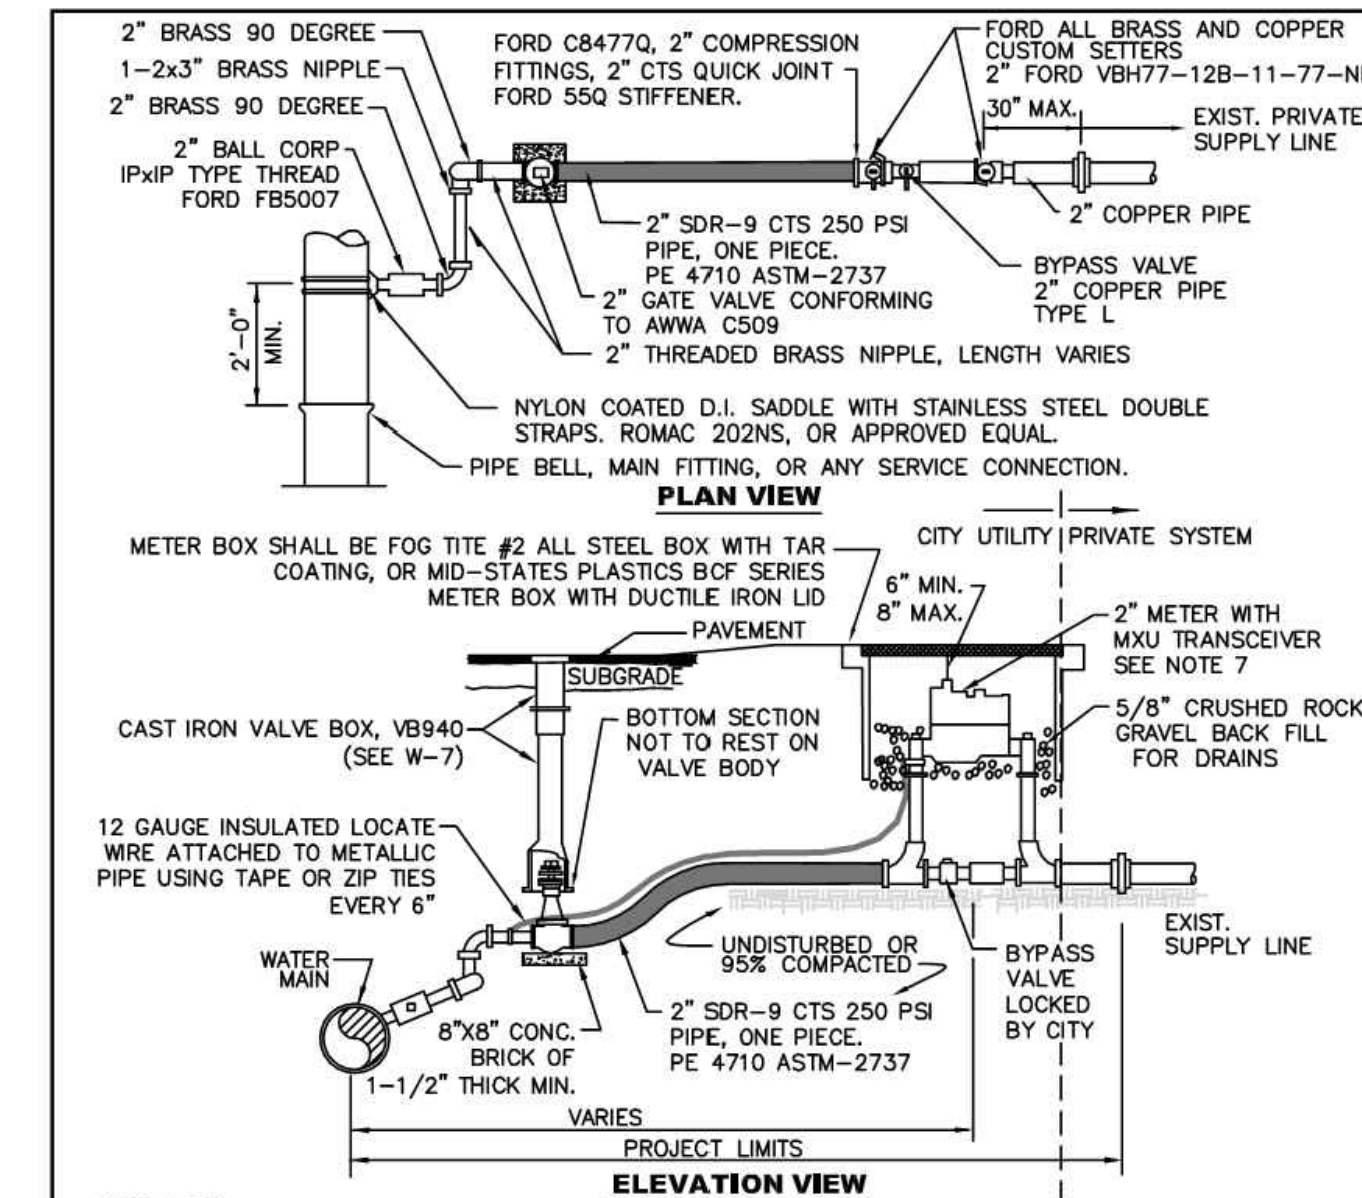 2" BRASS 90 DEGREE
1-2x3" BRASS NIPPLE
2" BRASS 90 DEGREE
2" BALL CORP
IPxIP TYPE THREAD
FORD FB5007
FORD C8477Q, 2" COMPRESSION
FITTINGS, 2" CTS QUICK JOINT
FORD 55Q STIFFENER.
FORD ALL BRASS AND COPPER
CUSTOM SETTERS
2" FORD VBH77-12B-11-77-
30" MAX.
EXIST. PRIVATE
SUPPLY LINE
2" COPPER PIPE
2" SDR-9 CTS 250 PSI
PIPE, ONE PIECE.
PE 4710 ASTM-2737
BYPASS VALVE
2" COPPER PIPE
TYPE L
2" GATE VALVE CONFORMING
TO AWWA C509
2" THREADED BRASS NIPPLE, LENGTH VARIES
2'-0"
MIN.
NYLON COATED D.I. SADDLE WITH STAINLESS STEEL DOUBLE
STRAPS. ROMAC 202NS, OR APPROVED EQUAL.
PIPE BELL, MAIN FITTING, OR ANY SERVICE CONNECTION.
PLAN VIEW
CITY UTILITY PRIVATE SYSTEM
METER BOX SHALL BE FOG TITE #2 ALL STEEL BOX WITH TAR
COATING, OR MID-STATES PLASTICS BCF SERIES
METER BOX WITH DUCTILE IRON LID
6" MIN.
8" MAX.
2" METER WITH
MXU TRANSCEIVER
SEE NOTE 7
PAVEMENT
SUBGRADE
CAST IRON VALVE BOX, VB940
(SEE W-7)
BOTTOM SECTION
NOT TO REST ON
VALVE BODY
5/8" CRUSHED ROCK
GRAVEL BACK FILL
FOR DRAINS
12 GAUGE INSULATED LOCATE
WIRE ATTACHED TO METALLIC
PIPE USING TAPE OR ZIP TIES
EVERY 6"
WATER
MAIN
UNDISTURBED OR
95% COMPACTED
BYPASS
VALVE
LOCKED
BY CITY
EXIST.
SUPPLY LINE
8"X8" CONC.
BRICK OF
1-1/2" THICK MIN.
2" SDR-9 CTS 250 PSI
PIPE, ONE PIECE.
PE 4710 ASTM-2737
VARIES
PROJECT LIMITS
ELEVATION VIEW